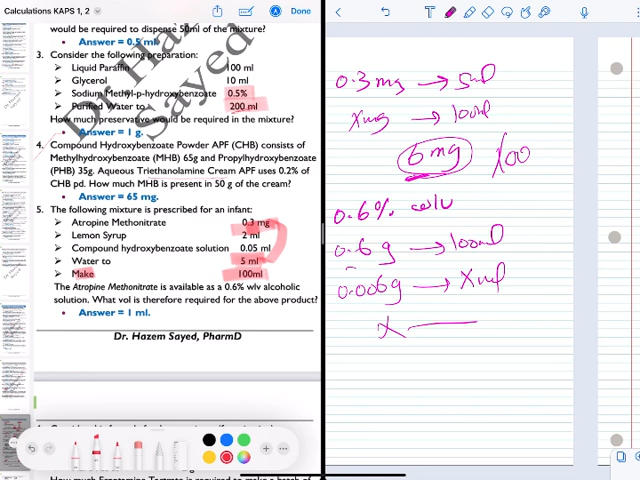 Calculations KAPS 1, 2
Done
would be required to dispense 50ml of the mixture?
• Answer = 0.5 ml.
3. Consider the following preparation:
➤ Liquid Paraffin 100 ml
➤ Glycerol 10 ml
➤ Sodium Methyl-p-hydroxybenzoate 0.5%
➤ Purified Water to 200 ml
How much preservative would be required in the mixture?
• Answer = 1 g.
4. Compound Hydroxybenzoate Powder APF (CHB) consists of
Methylhydroxybenzoate (MHB) 65g and Propylhydroxybenzoate
(PHB) 35g. Aqueous Triethanolamine Cream APF uses 0.2% of
CHB pd. How much MHB is present in 50 g of the cream?
• Answer = 65 mg.
5. The following mixture is prescribed for an infant:
➤ Atropine Methonitrate 0.3 mg
➤ Lemon Syrup 2 ml
➤ Compound hydroxybenzoate solution 0.05 ml
➤ Water to 5 ml
➤ Make 100ml
The Atropine Methonitrate is available as a 0.6% wlv alcoholic
solution. What vol is therefore required for the above product?
• Answer = 1 ml.
Dr. Hazem Sayed, PharmD
Dr Ha
Sayed
0.3 mg → 5ml
x mg → 100ml
6 mg
100
0.6%
0.6 g → 100ml
0.006g → X ml
X